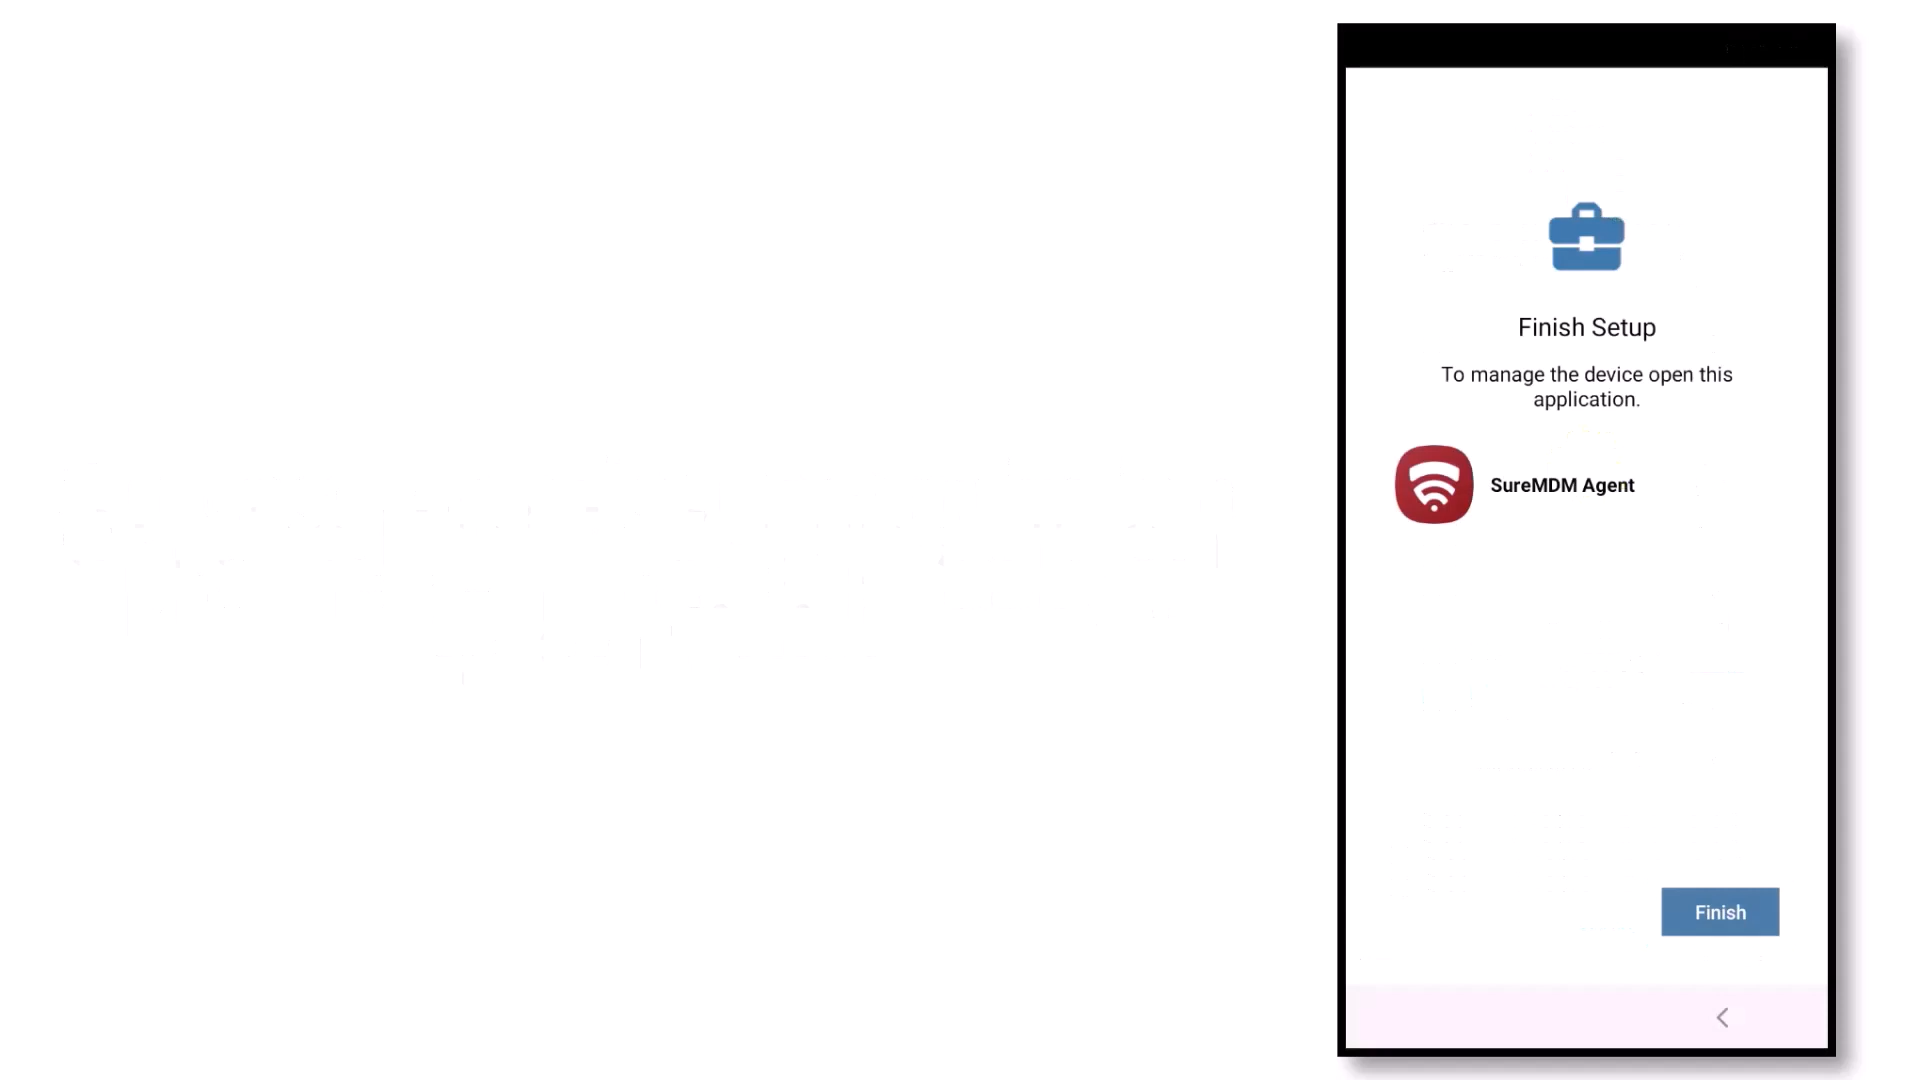 Finish Setup
To manage the device open this
application.
SureMDM Agent
Finish